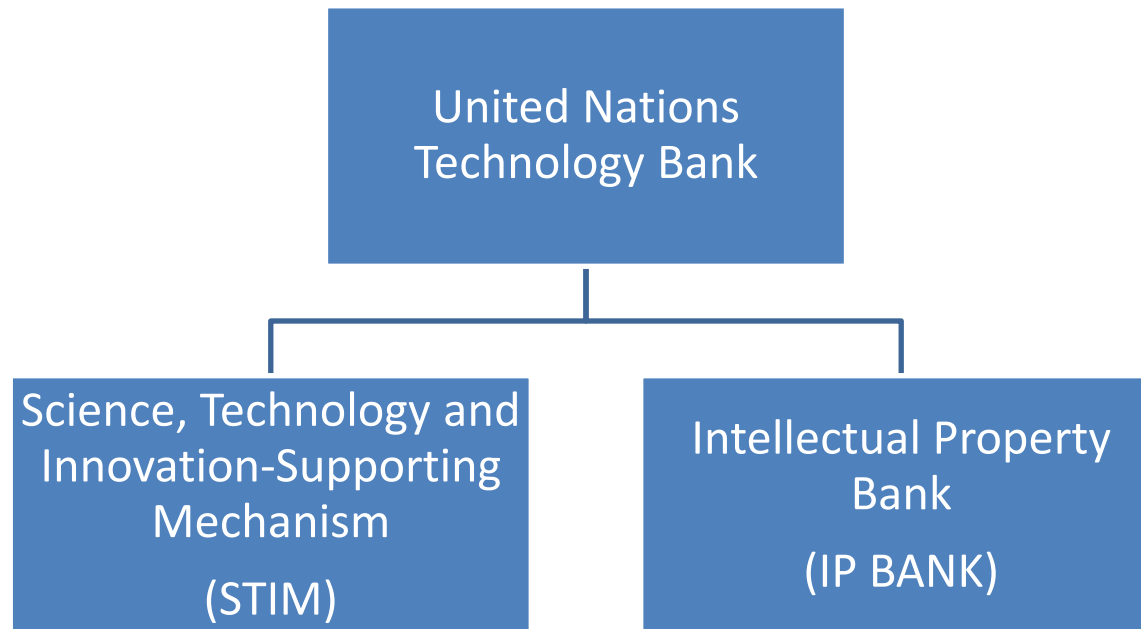 United Nations
Technology Bank
Science, Technology and
Innovation-Supporting
Mechanism
(STIM)
Intellectual Property
Bank
(IP BANK)